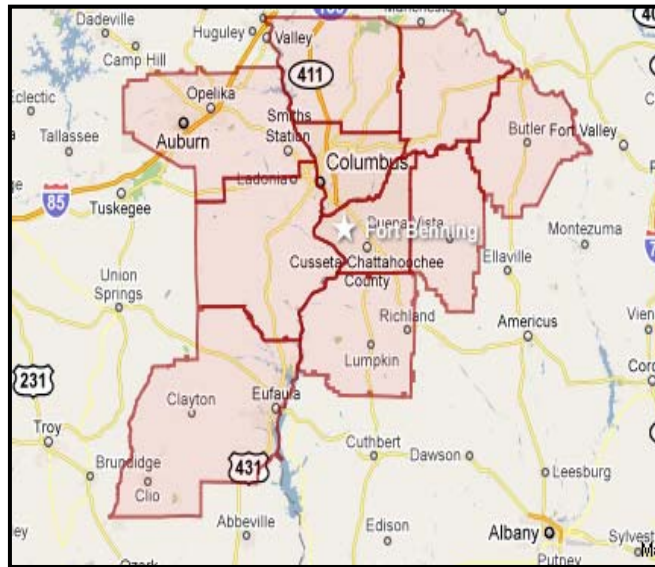 Dadeville
Huguley
Valley
Manchester
Camp Hill
411
Eclectic
Opelika
Smiths
Station
Auburn
Tallassee
Butler
Fort Valley
Columbus
Ladonia
85
Tuskegee
Buena Vista
Fort Benning
Montezuma
Cusseta Chattahoochee
County
Ellaville
Union
Springs
Richland
Americus
Lumpkin
231
Clayton
Eufaula
Troy
Cuthbert
Dawson
Brundidge
431
Leesburg
Clio
Abbeville
Edison
Albany
Putney